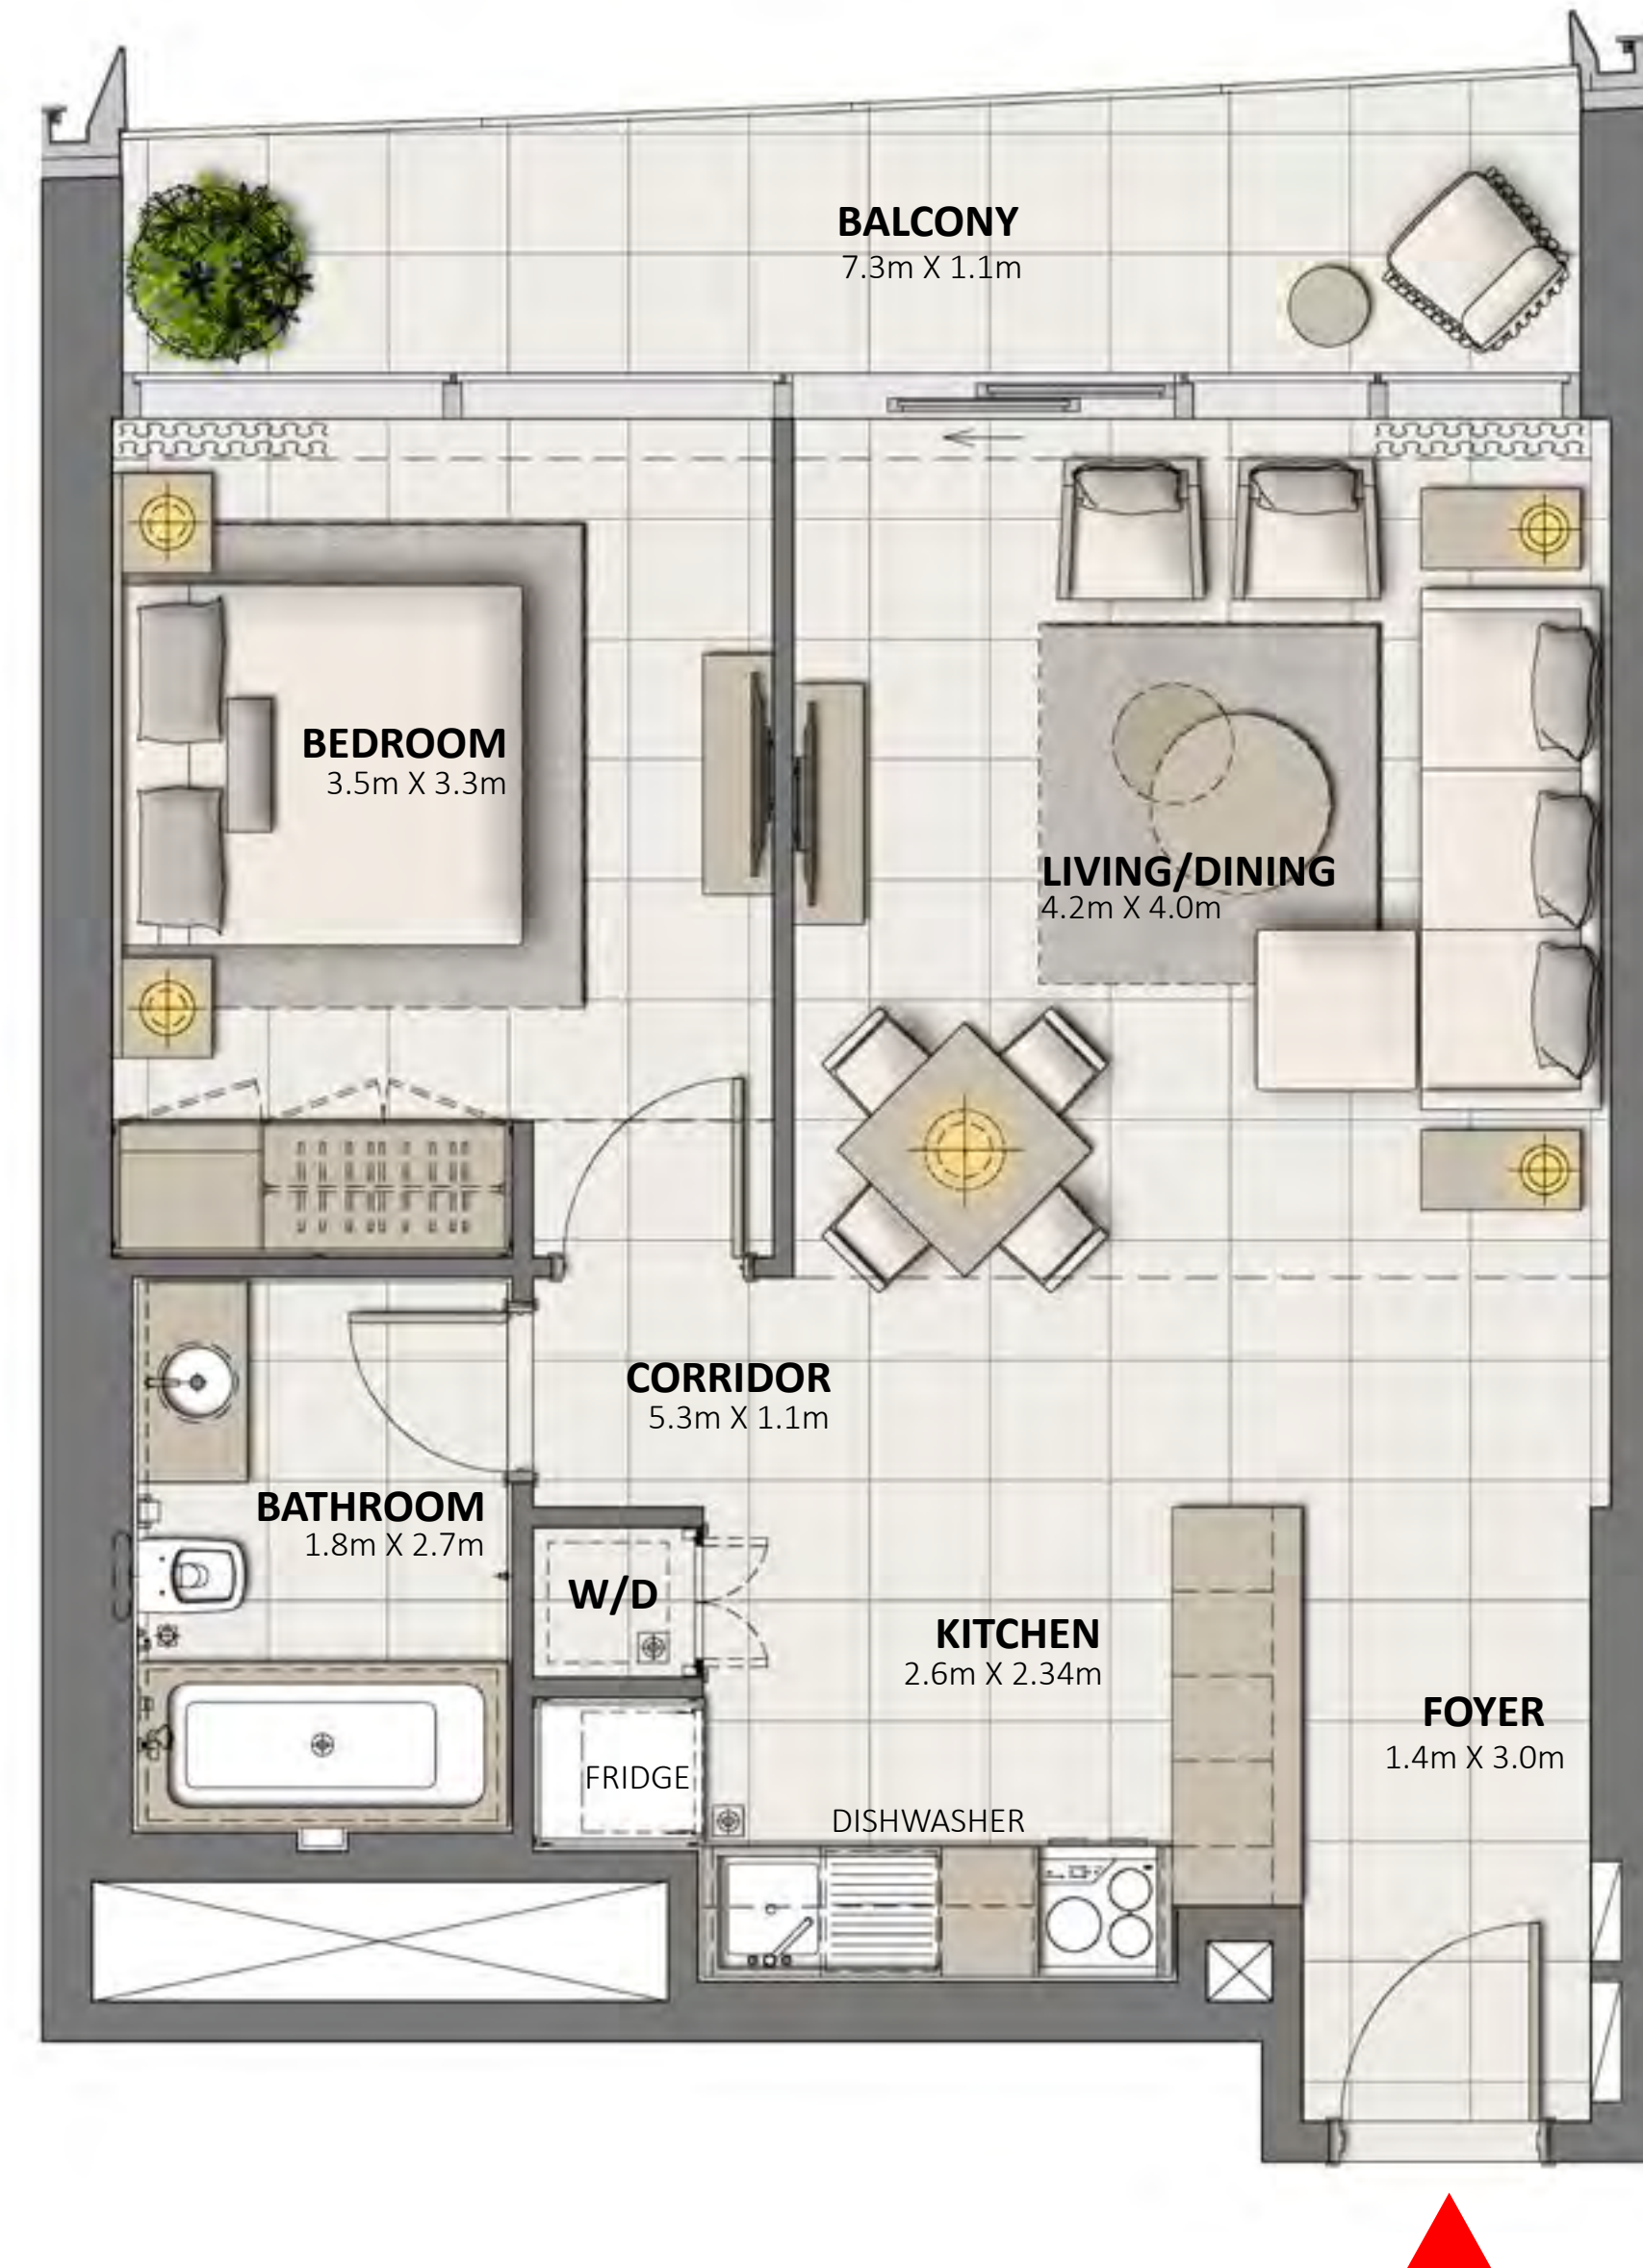 BALCONY
7.3m X 1.1m
BEDROOM
3.5m X 3.3m
LIVING/DINING
4.2m X 4.0m
CORRIDOR
5.3m X 1.1m
BATHROOM
1.8m X 2.7m
W/D
KITCHEN
2.6m X 2.34m
FOYER
1.4m X 3.0m
FRIDGE
DISHWASHER